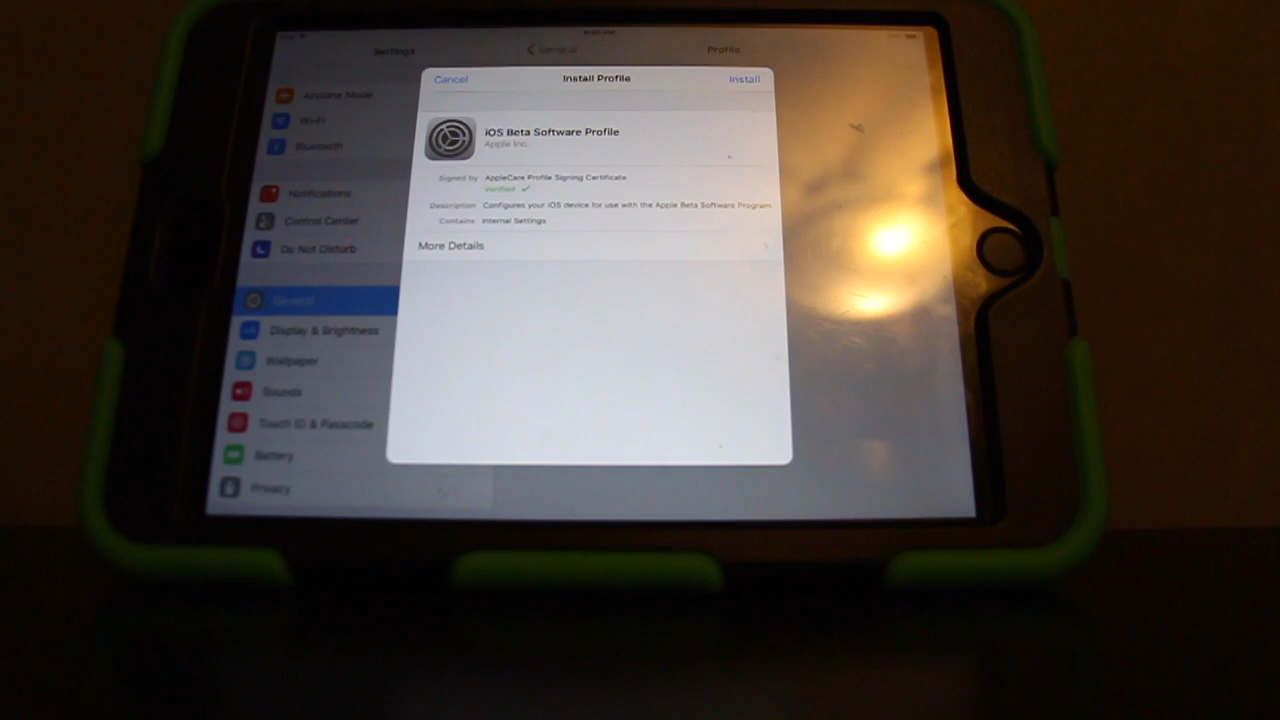 Settings
General
Profile
Airplane Mode
Wi-Fi
Bluetooth
Notifications
Control Center
Do Not Disturb
General
Display & Brightness
Wallpaper
Sounds
Touch ID & Passcode
Battery
Privacy
Cancel
Install Profile
Install
iOS Beta Software Profile
Apple Inc.
Signed by AppleCare Profile Signing Certificate
Verified
Description Configures your iOS device for use with the Apple Beta Software Program.
Contains Internal Settings
More Details